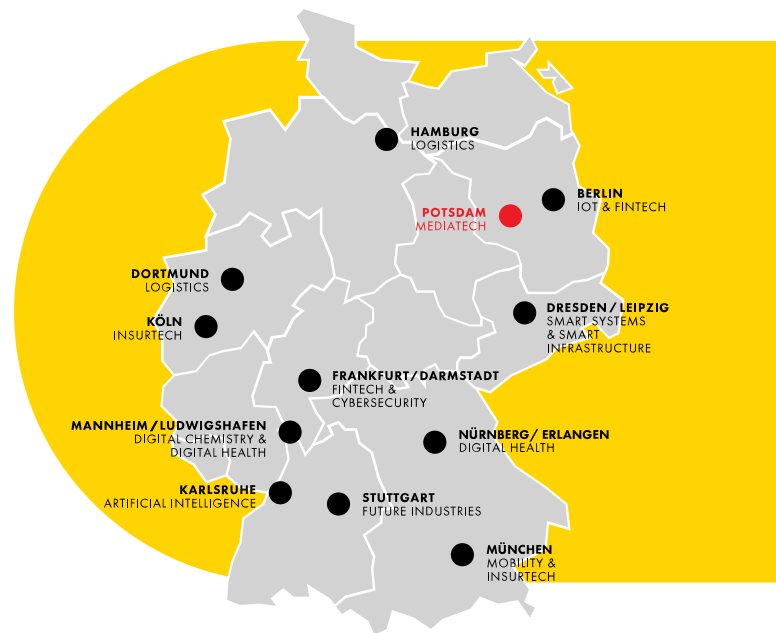 HAMBURG
LOGISTICS
BERLIN
IOT & FINTECH
POTSDAM
MEDIATECH
DORTMUND
LOGISTICS
KÖLN
INSURTECH
DRESDEN / LEIPZIG
SMART SYSTEMS
& SMART
INFRASTRUCTURE
FRANKFURT/DARMSTADT
FINTECH &
CYBERSECURITY
MANNHEIM/LUDWIGSHAFEN
DIGITAL CHEMISTRY &
DIGITAL HEALTH
NÜRNBERG/ ERLANGEN
DIGITAL HEALTH
KARLSRUHE
ARTIFICIAL INTELLIGENCE
STUTTGART
FUTURE INDUSTRIES
MÜNCHEN
MOBILITY &
INSURTECH